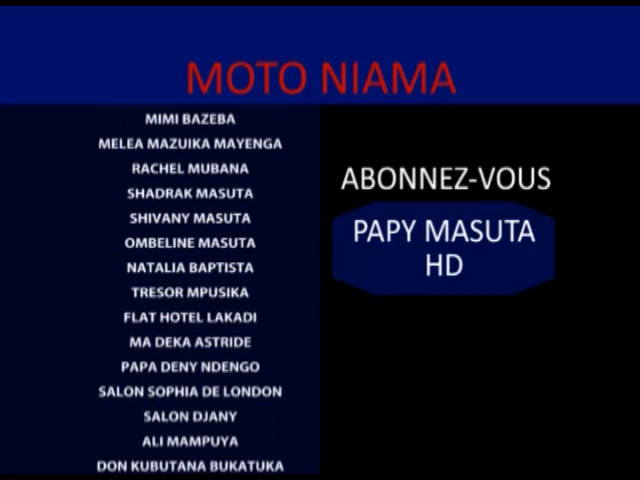 MOTO NIAMA
MIMI BAZEBA
MELEA MAZUIKA MAYENGA
RACHEL MUBANA
SHADRAK MASUTA
SHIVANY MASUTA
OMBELINE MASUTA
NATALIA BAPTISTA
TRESOR MPUSIKA
FLAT HOTEL LAKADI
MA DEKA ASTRIDE
PAPA DENY NDENGO
SALON SOPHIA DE LONDON
SALON DJANY
ALI MAMPUYA
DON KUBUTANA BUKATUKA
ABONNEZ-VOUS
PAPY MASUTA
HD